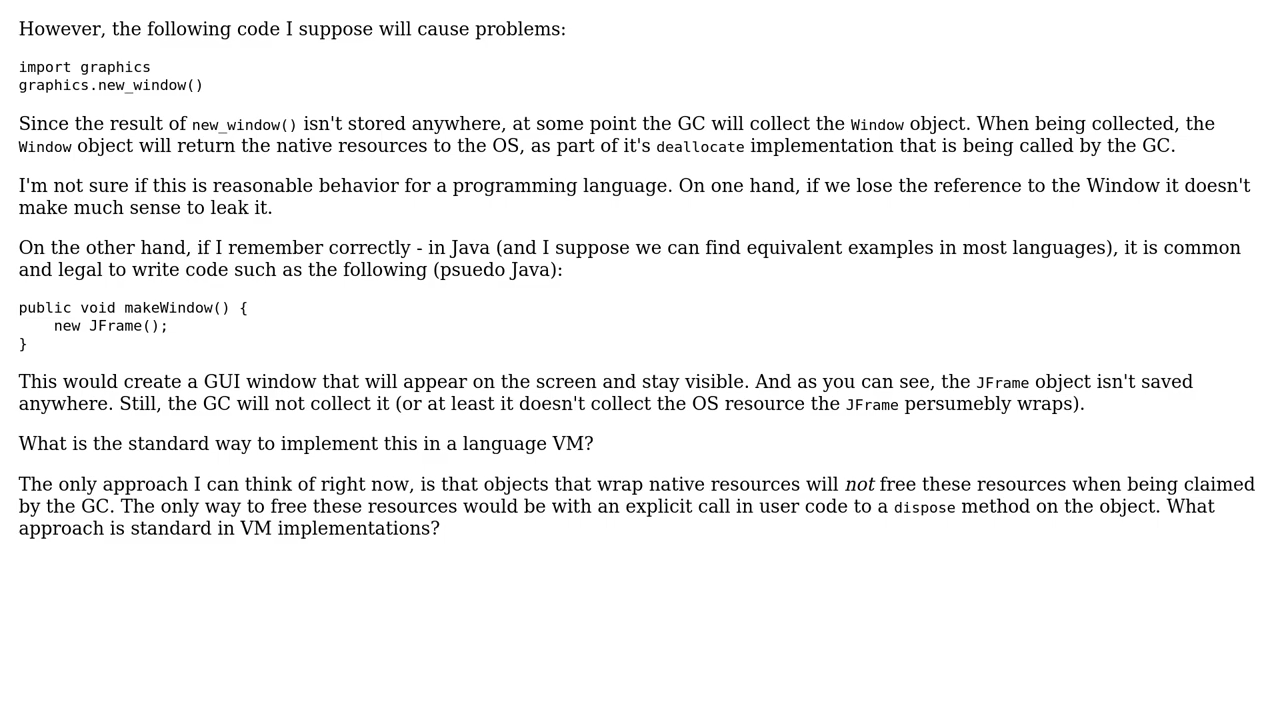 However, the following code I suppose will cause problems:
import graphics
graphics.new_window()
Since the result of new_window() isn't stored anywhere, at some point the GC will collect the Window object. When being collected, the
Window object will return the native resources to the OS, as part of it's deallocate implementation that is being called by the GC.
I'm not sure if this is reasonable behavior for a programming language. On one hand, if we lose the reference to the Window it doesn't
make much sense to leak it.
On the other hand, if I remember correctly - in Java (and I suppose we can find equivalent examples in most languages), it is common
and legal to write code such as the following (psuedo Java):
public void makeWindow() {
    new JFrame();
}
This would create a GUI window that will appear on the screen and stay visible. And as you can see, the JFrame object isn't saved
anywhere. Still, the GC will not collect it (or at least it doesn't collect the OS resource the JFrame persumebly wraps).
What is the standard way to implement this in a language VM?
The only approach I can think of right now, is that objects that wrap native resources will not free these resources when being claimed
by the GC. The only way to free these resources would be with an explicit call in user code to a dispose method on the object. What
approach is standard in VM implementations?